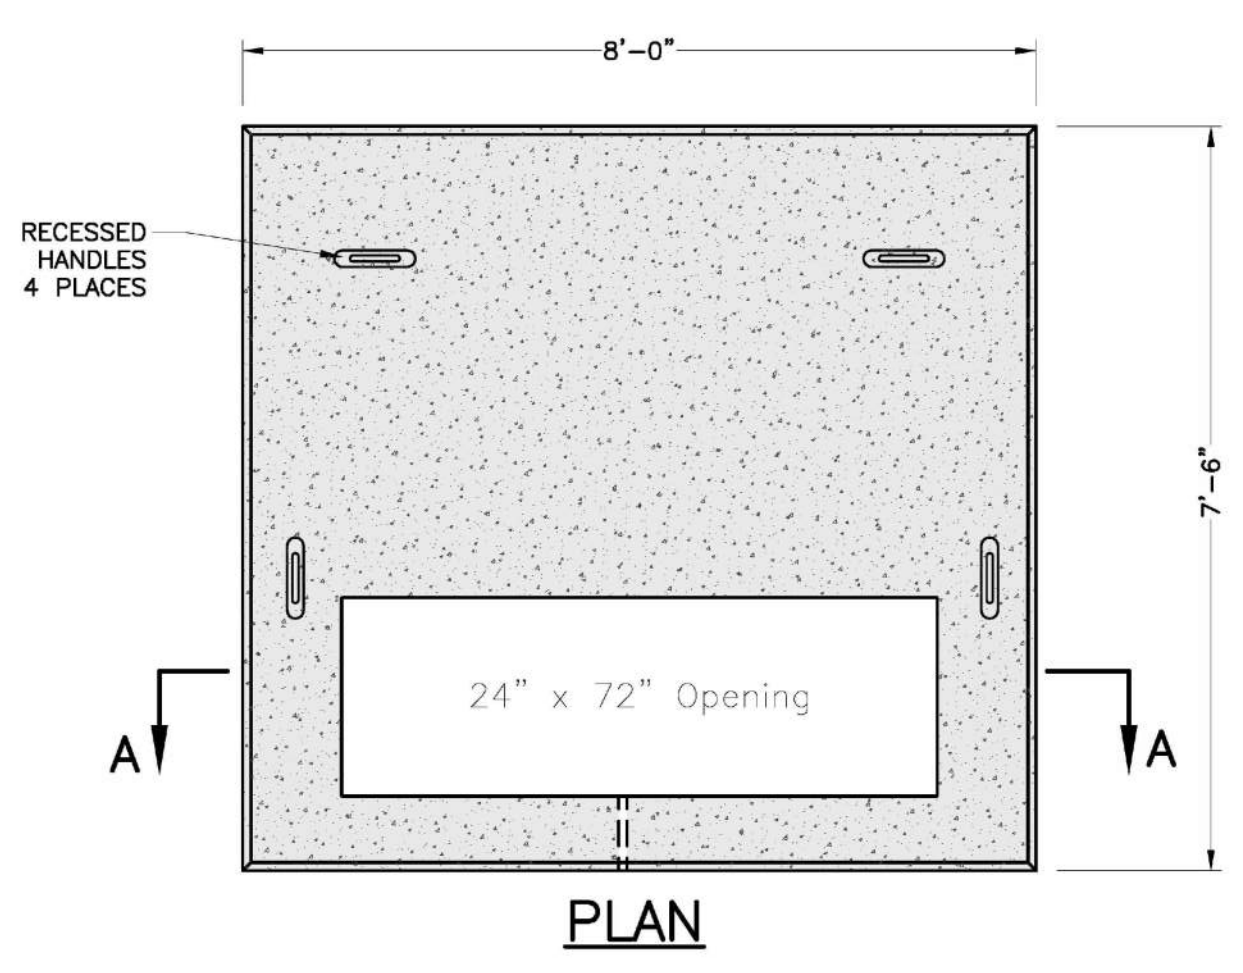 8'-0"
RECESSED
HANDLES
4 PLACES
7'-6"
24" x 72" Opening
A
A
PLAN